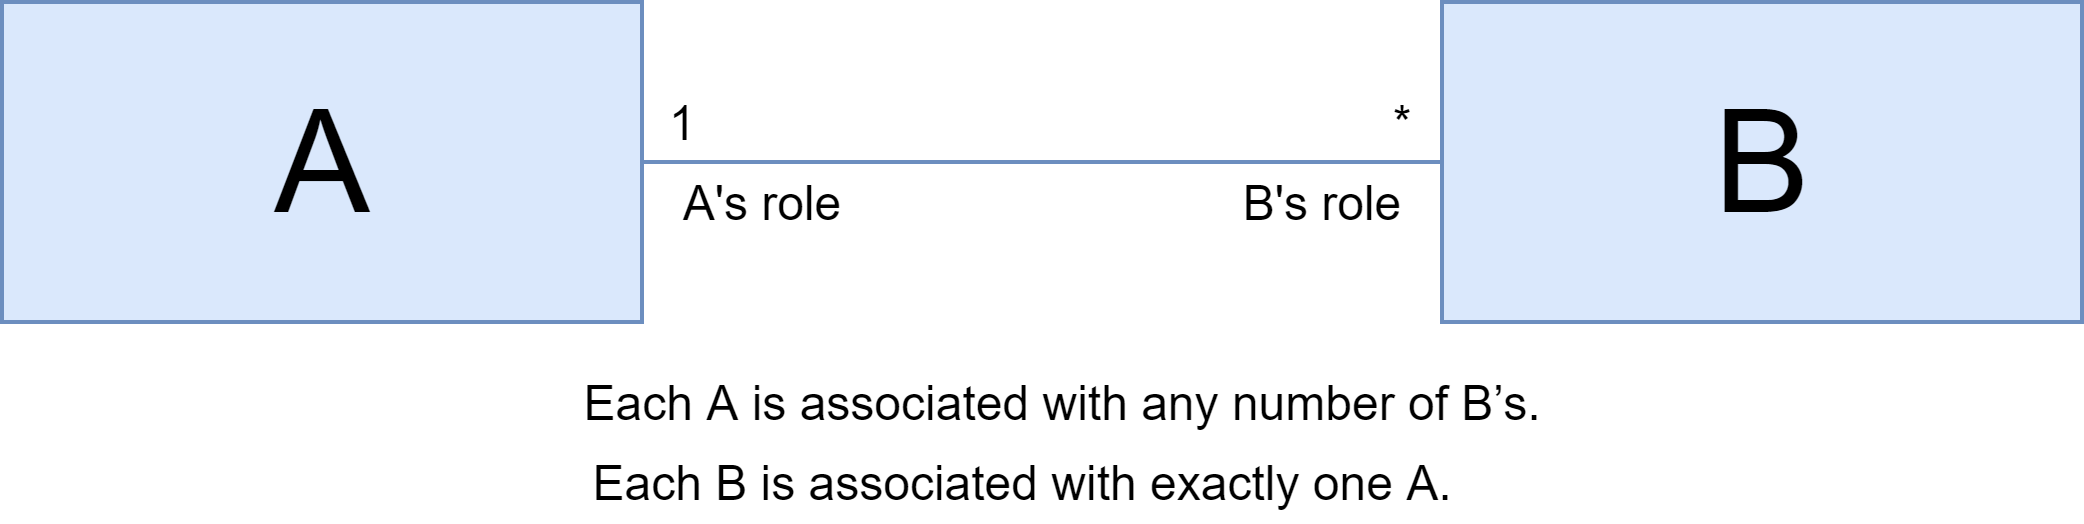 A
1
*
B
A's role
B's role
Each A is associated with any number of B’s.
Each B is associated with exactly one A.